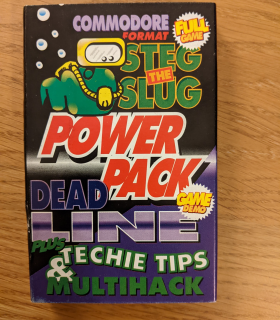 COMMODORE
FORMAT
FULL
GAME
STEG
THE
SLUG
POWER
PACK
DEAD
LINE
GAME
DEMO
PLUS
TECHIE TIPS
& MULTIHACK